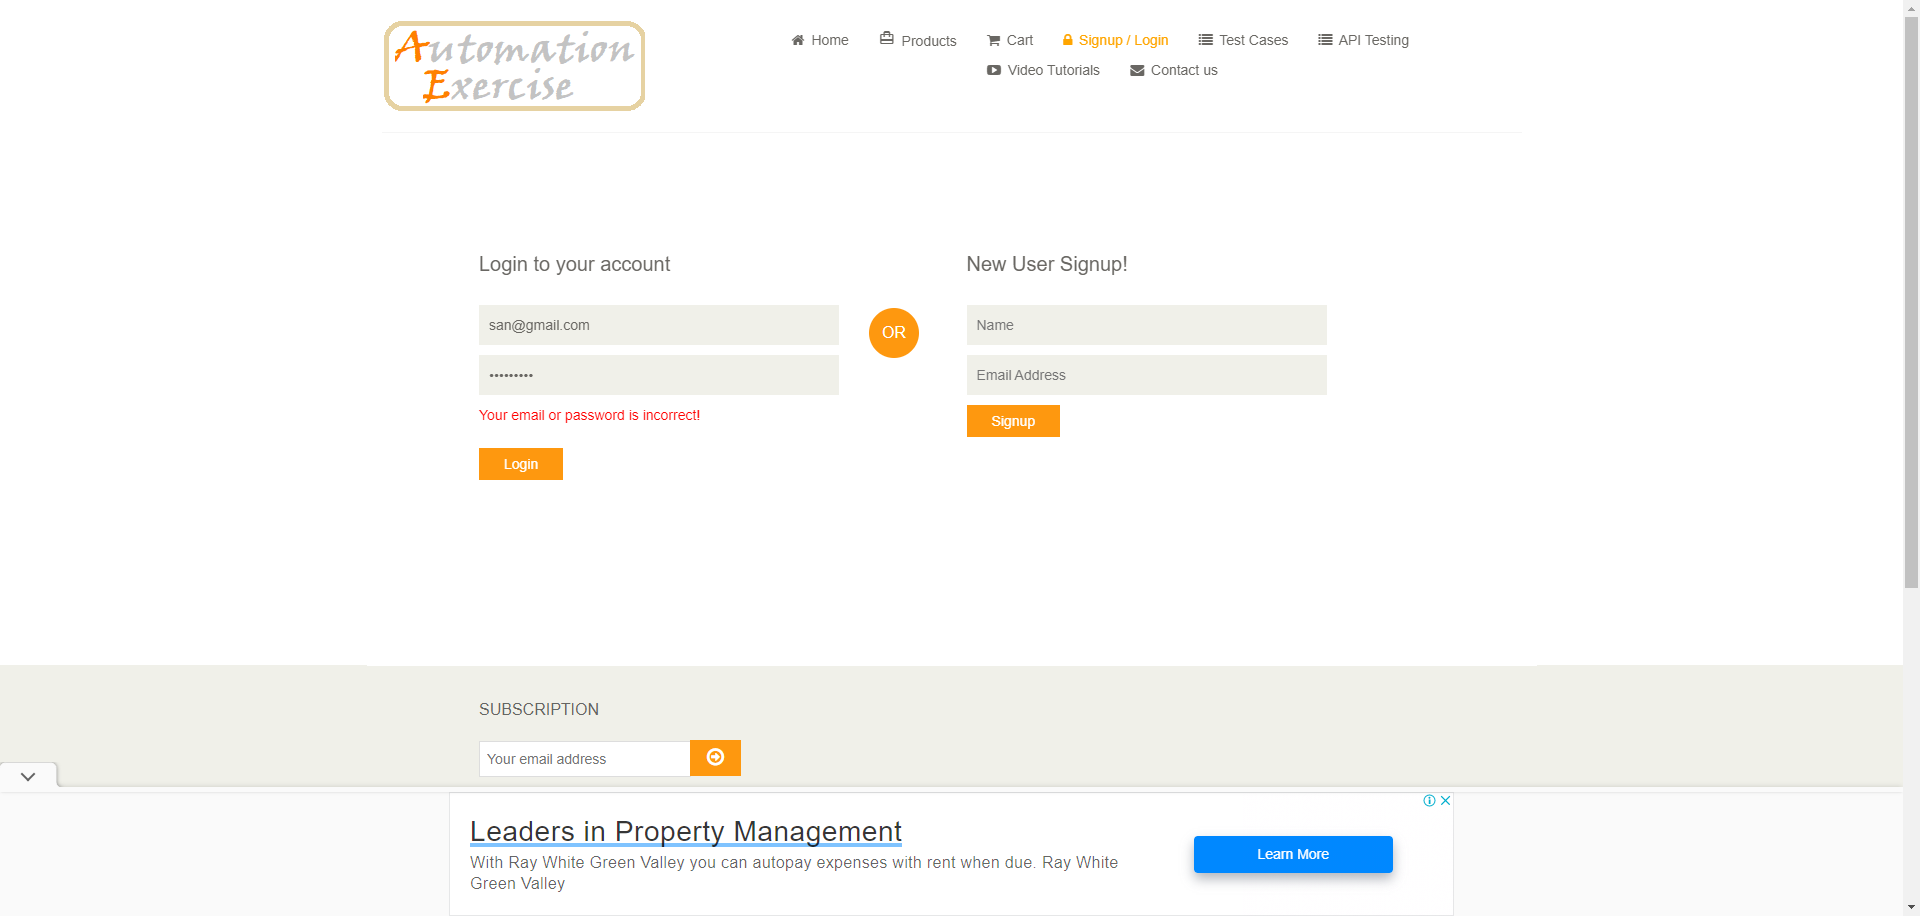 Automation
Exercise
Home
Products
Cart
Signup / Login
Test Cases
API Testing
Video Tutorials
Contact us
Login to your account
san@gmail.com
•••••••••
Your email or password is incorrect!
Login
OR
New User Signup!
Name
Email Address
Signup
SUBSCRIPTION
Your email address
Leaders in Property Management
With Ray White Green Valley you can autopay expenses with rent when due. Ray White
Green Valley
Learn More